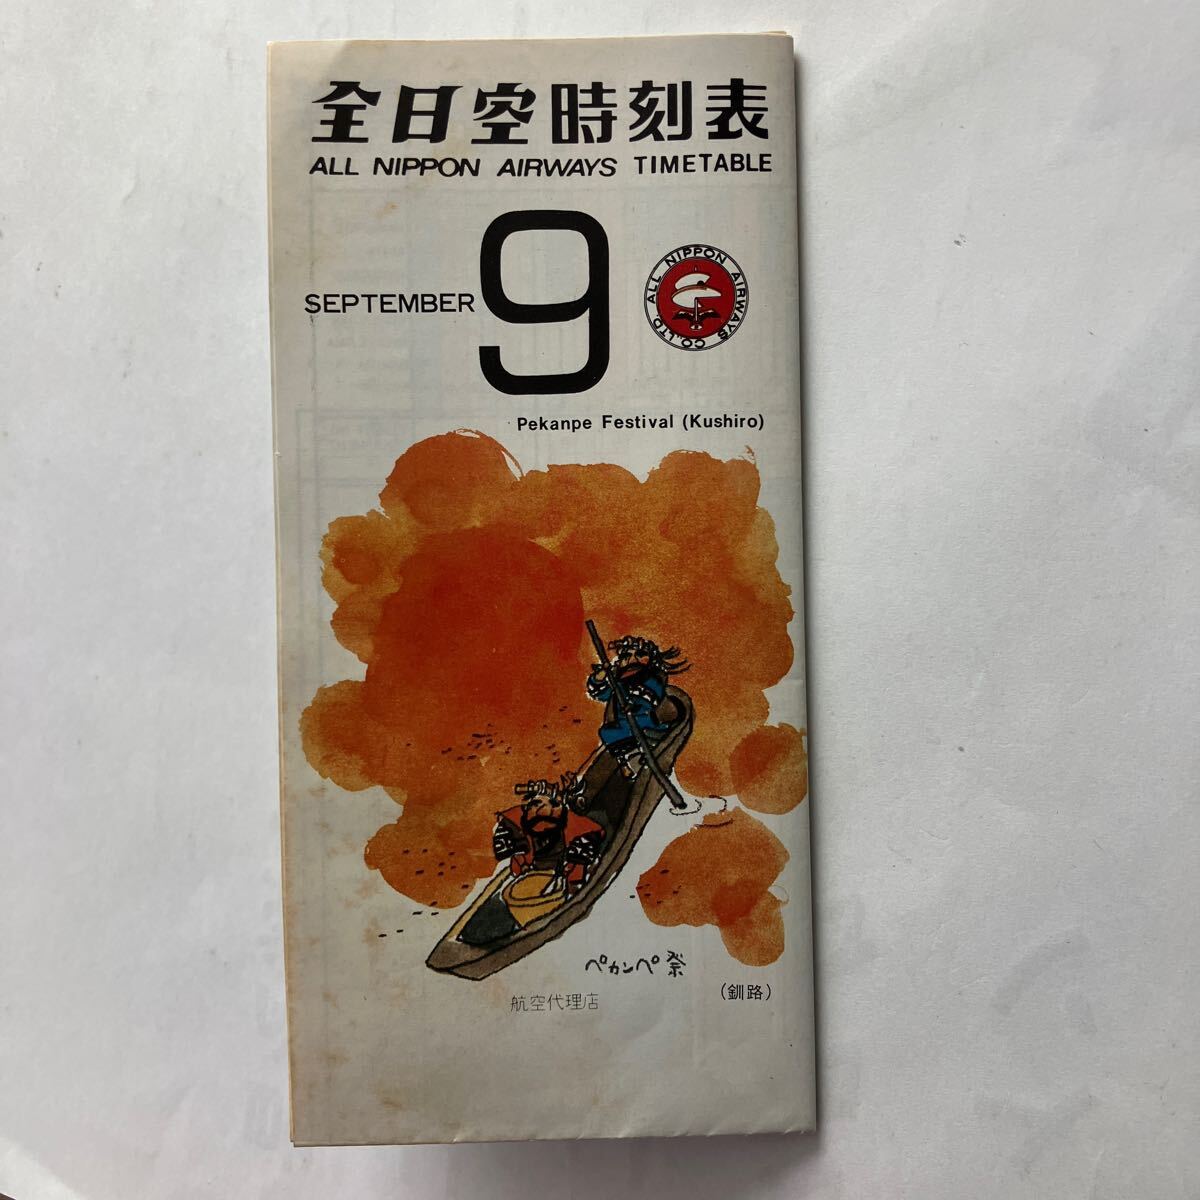 全日空時刻表
ALL NIPPON AIRWAYS TIMETABLE
SEPTEMBER 9
ALL NIPPON AIRWAYS CO., LTD.
Pekanpe Festival (Kushiro)
ペカンペ祭
(釧路)
航空代理店